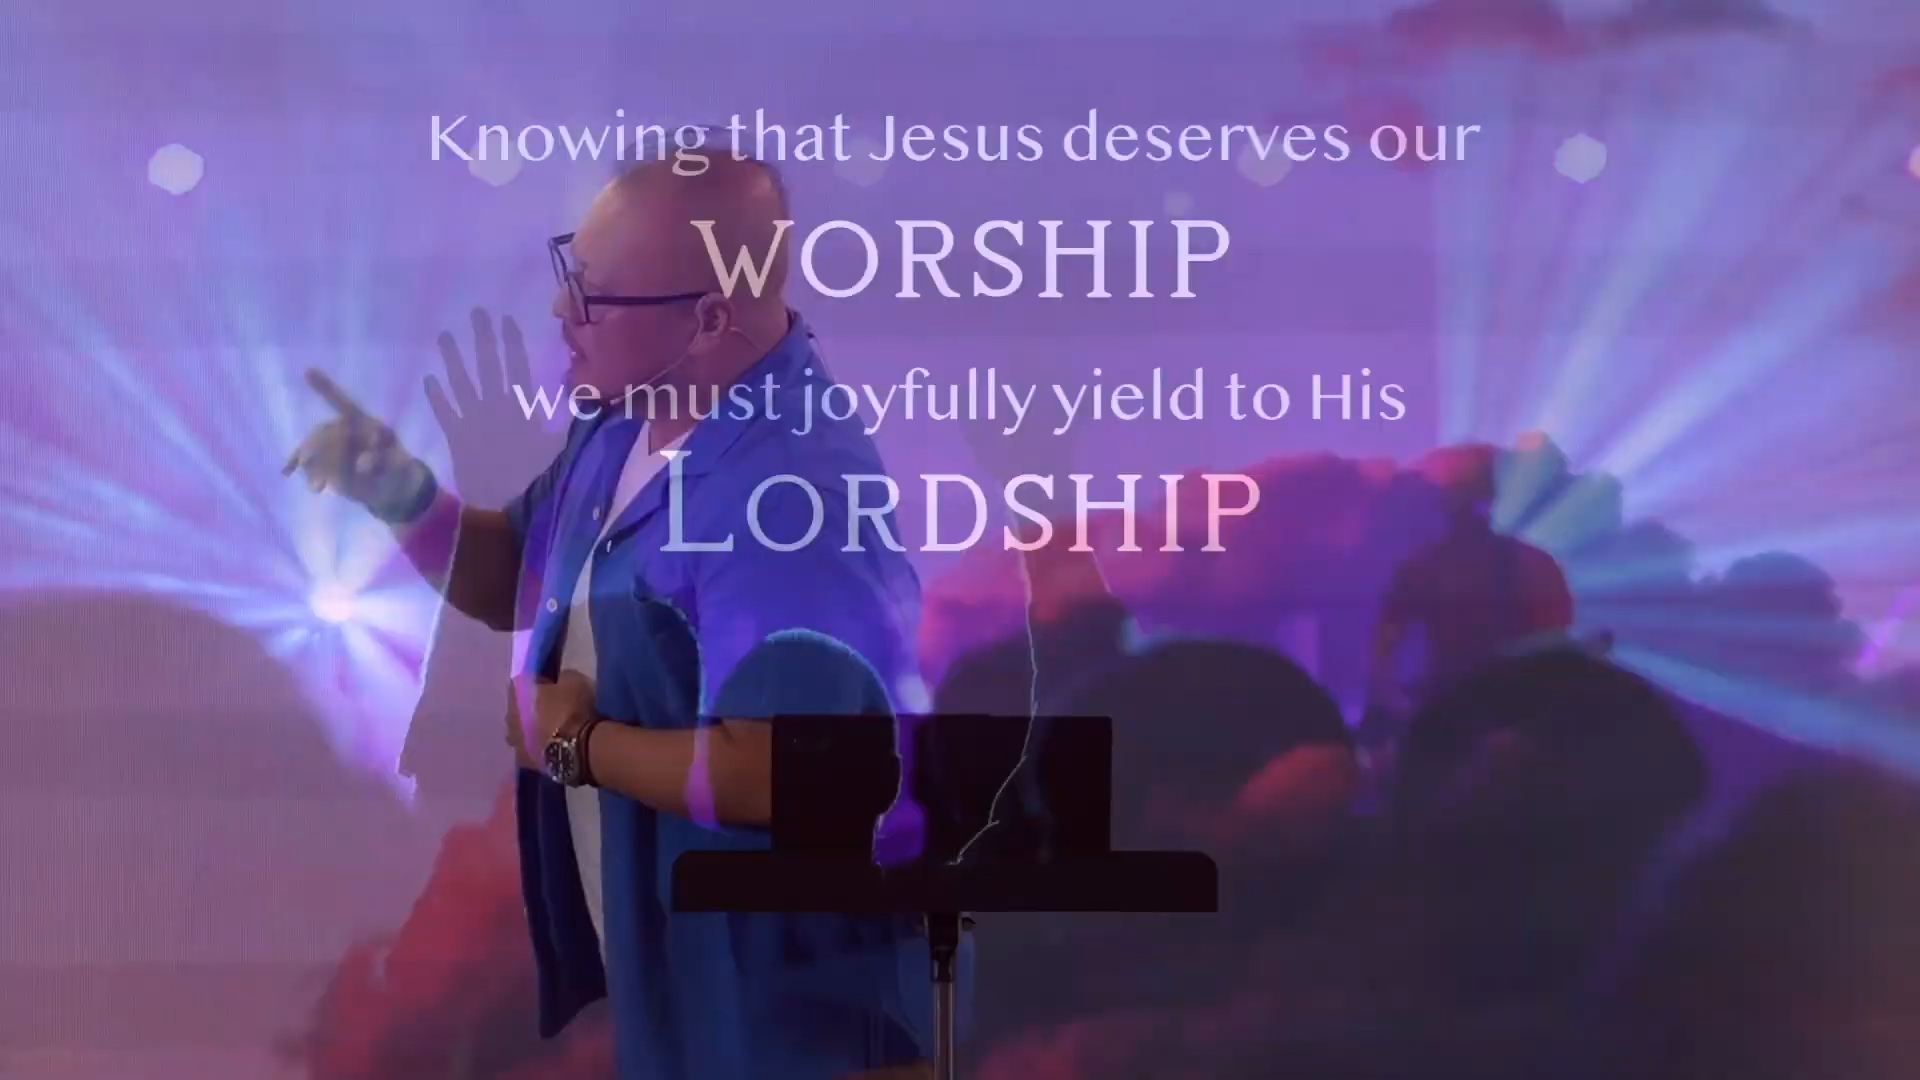 Knowing that Jesus deserves our
WORSHIP
we must joyfully yield to His
LORDSHIP